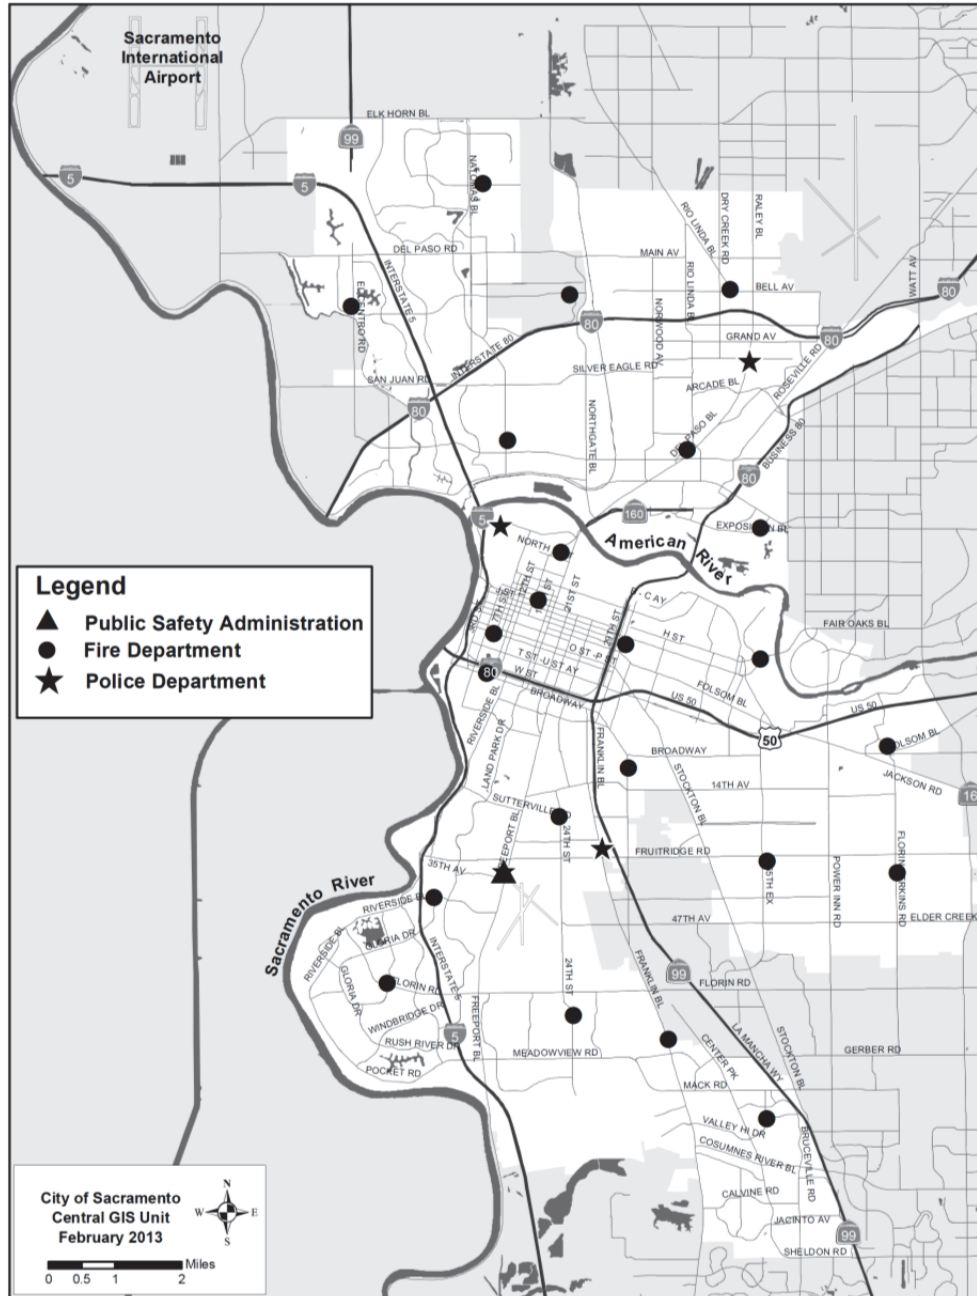 Sacramento
International
Airport
ELK HORN BL
99
5
5
NATOMAS BL
DEL PASO RD
INTERSTATE 5
EL CENTRO RD
SAN JUAN RD
INTERSTATE 80
80
RIO LINDA BL
DRY CREEK RD
RALEY BL
MAIN AV
RIO LINDA BL
BELL AV
NORWOOD AV
WATT AV
80
80
GRAND AV
80
SILVER EAGLE RD
ARCADE BL
ROSEVILLE RD
NORTHGATE BL
DEL PASO BL
BUSINESS 80
80
5
160
EXPOSITION BL
NORTH
American River
12TH ST
21ST ST
7TH ST
3RD ST
29TH ST
H ST
FAIR OAKS BL
T ST -U ST AY
W ST
80
BROADWAY
FOLSOM BL
US 50
US 50
50
RIVERSIDE BL
LAND PARK DR
FRANKLIN BL
BROADWAY
STOCKTON BL
14TH AV
FOLSOM BL
JACKSON RD
16
SUTTERVILLE RD
24TH ST
FREEPORT BL
FRUITRIDGE RD
65TH EX
POWER INN RD
FLORIN PERKINS RD
35TH AV
47TH AV
ELDER CREEK
Sacramento River
RIVERSIDE BL
RIVERSIDE BL
GLORIA DR
GLORIA DR
INTERSTATE 5
FLORIN RD
WINDBRIDGE DR
RUSH RIVER DR
POCKET RD
5
FREEPORT BL
24TH ST
FRANKLIN BL
99
FLORIN RD
MEADOWVIEW RD
CENTER PK
LA MANCHA WY
STOCKTON BL
GERBER RD
MACK RD
VALLEY HI DR
COSUMNES RIVER BL
BRUCEVILLE RD
CALVINE RD
JACINTO AV
99
SHELDON RD
Legend
Public Safety Administration
Fire Department
Police Department
City of Sacramento
Central GIS Unit
February 2013
N
W E
S
Miles
0 0.5 1 2